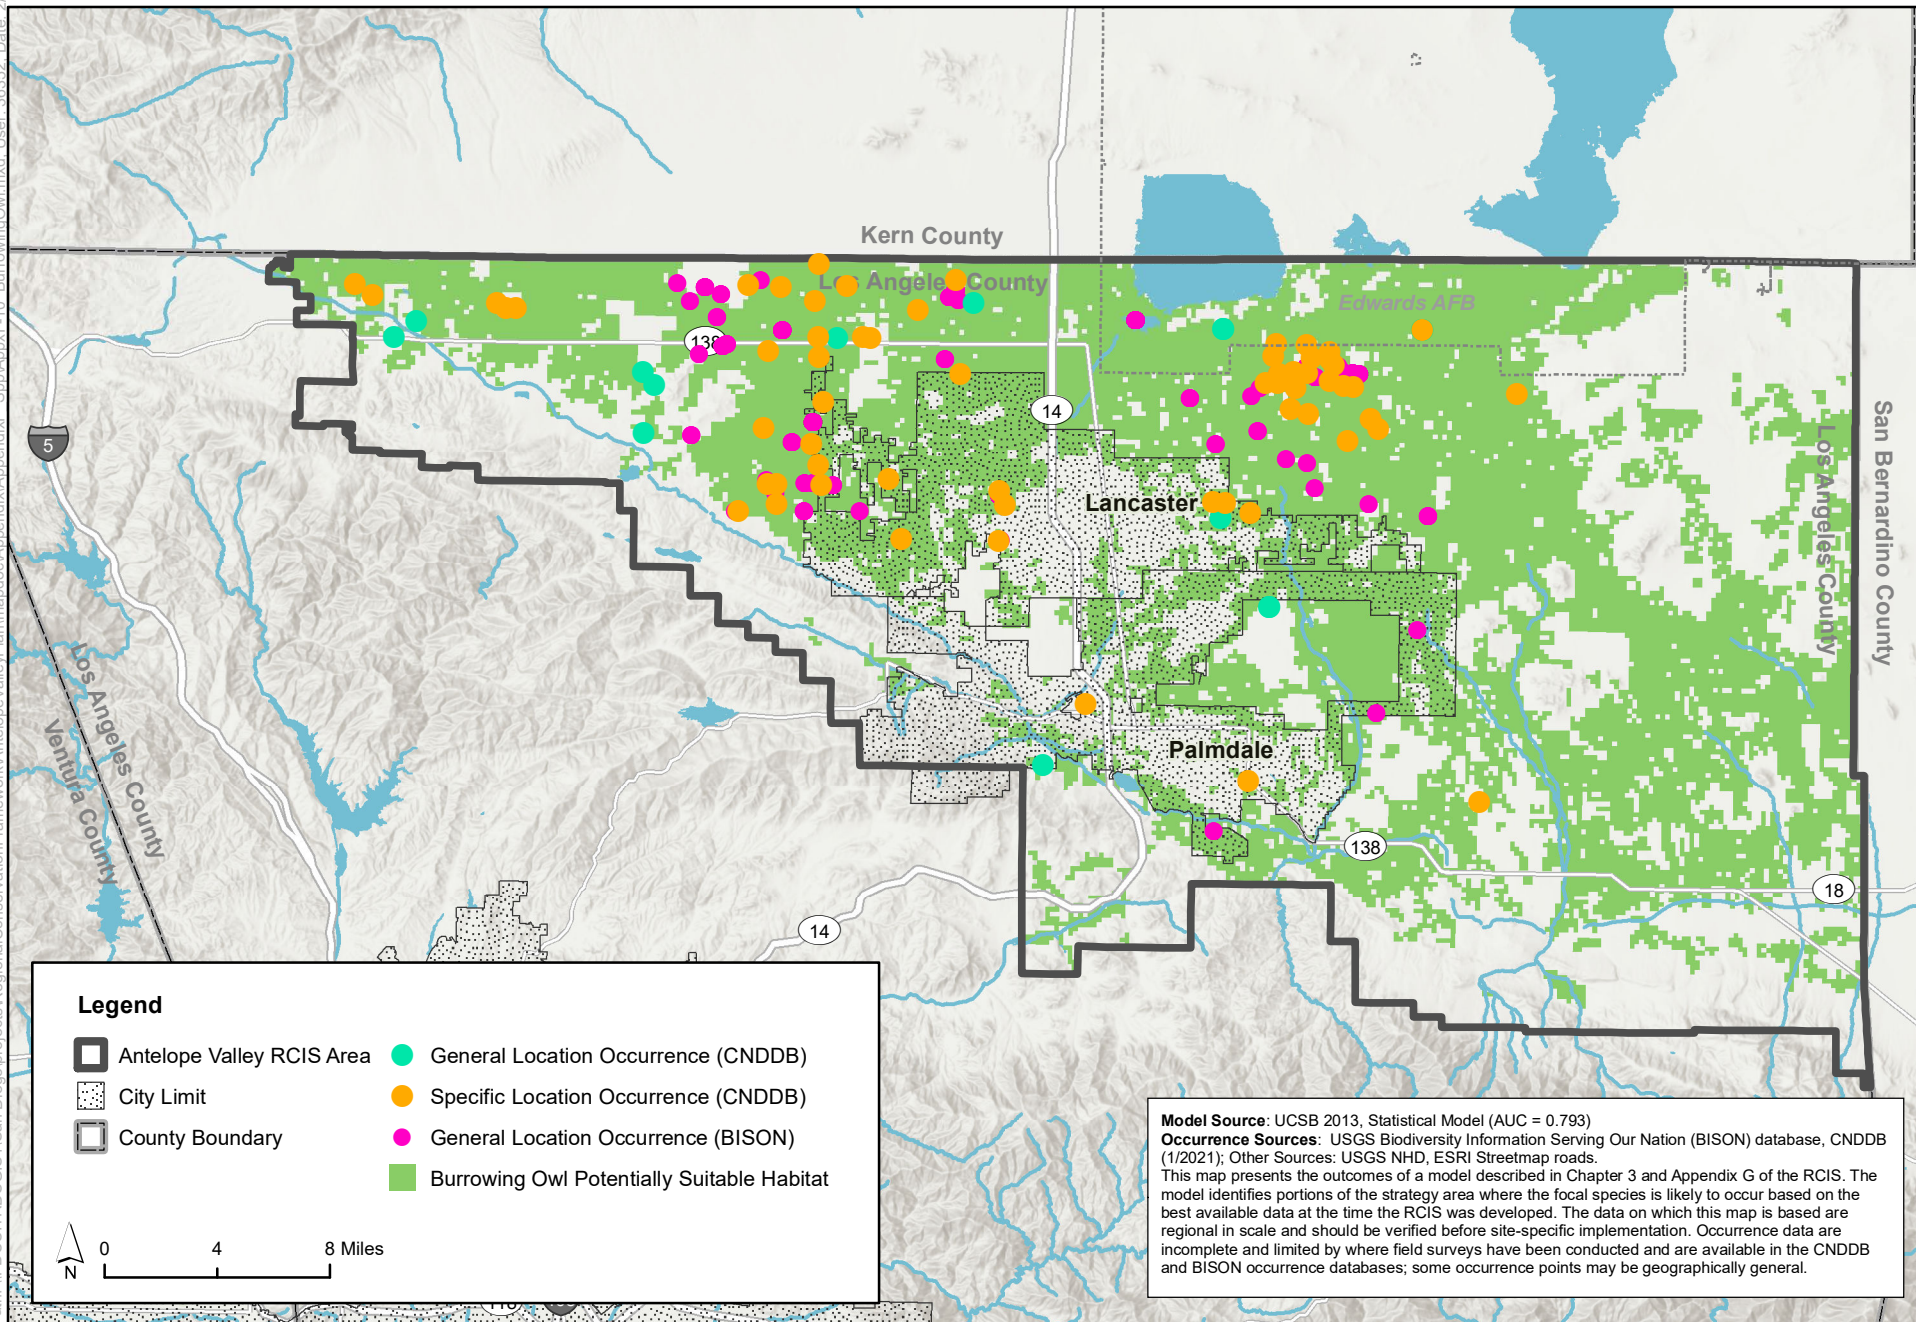 Kern County
Los Angeles County
Edwards AFB
138
14
5
Lancaster
San Bernardino County
Los Angeles County
Los Angeles County
Ventura County
Palmdale
138
18
14
Legend
Antelope Valley RCIS Area
City Limit
County Boundary
General Location Occurrence (CNDDB)
Specific Location Occurrence (CNDDB)
General Location Occurrence (BISON)
Burrowing Owl Potentially Suitable Habitat
N
0 4 8 Miles
Model Source: UCSB 2013, Statistical Model (AUC = 0.793)
Occurrence Sources: USGS Biodiversity Information Serving Our Nation (BISON) database, CNDDB
(1/2021); Other Sources: USGS NHD, ESRI Streetmap roads.
This map presents the outcomes of a model described in Chapter 3 and Appendix G of the RCIS. The
model identifies portions of the strategy area where the focal species is likely to occur based on the
best available data at the time the RCIS was developed. The data on which this map is based are
regional in scale and should be verified before site-specific implementation. Occurrence data are
incomplete and limited by where field surveys have been conducted and are available in the CNDDB
and BISON occurrence databases; some occurrence points may be geographically general.